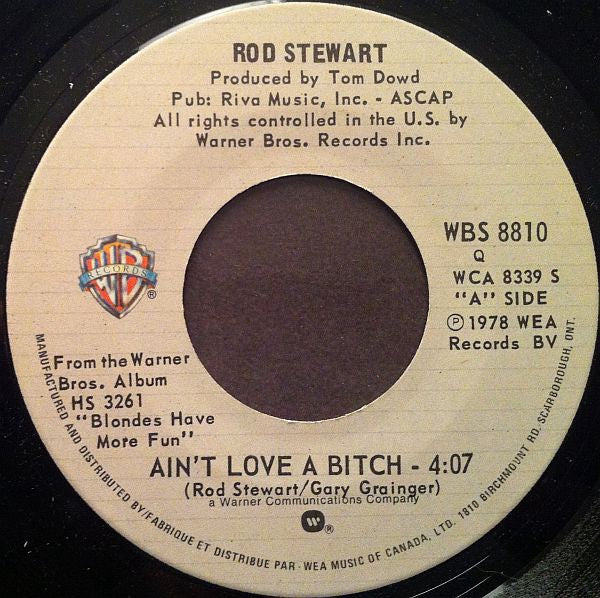 ROD STEWART
Produced by Tom Dowd
Pub: Riva Music, Inc. - ASCAP
All rights controlled in the U.S. by
Warner Bros. Records Inc.
WB
RECORDS
®
WBS 8810
Q
WCA 8339 S
"A" SIDE
℗ 1978 WEA
Records BV
From the Warner
Bros. Album
HS 3261
"Blondes Have
More Fun"
AIN'T LOVE A BITCH - 4:07
(Rod Stewart/Gary Grainger)
a Warner Communications Company
W ®
MANUFACTURED AND DISTRIBUTED BY/FABRIQUE ET DISTRIBUE PAR - WEA MUSIC OF CANADA, LTD. 1810 BIRCHMOUNT RD. SCARBOROUGH, ONT.